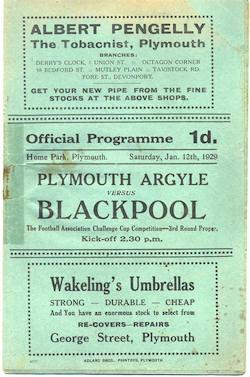 ALBERT PENGELLY
The Tobacnist, Plymouth
BRANCHES:
DERRY'S CLOCK, 1 UNION ST. — OCTAGON CORNER
18 BEDFORD ST. — MUTLEY PLAIN — TAVISTOCK RD.
FORE ST., DEVONPORT.
GET YOUR NEW PIPE FROM THE FINE
STOCKS AT THE ABOVE SHOPS.
Official Programme 1d.
Home Park, Plymouth. Saturday, Jan. 12th, 1929
PLYMOUTH ARGYLE
VERSUS
BLACKPOOL
The Football Association Challenge Cup Competition—3rd Round Proper.
Kick-off 2.30 p.m.
Wakeling's Umbrellas
STRONG — DURABLE — CHEAP
And You have an enormous stock to select from
RE-COVERS—REPAIRS
George Street, Plymouth
HOLAND BROS., PRINTERS, PLYMOUTH